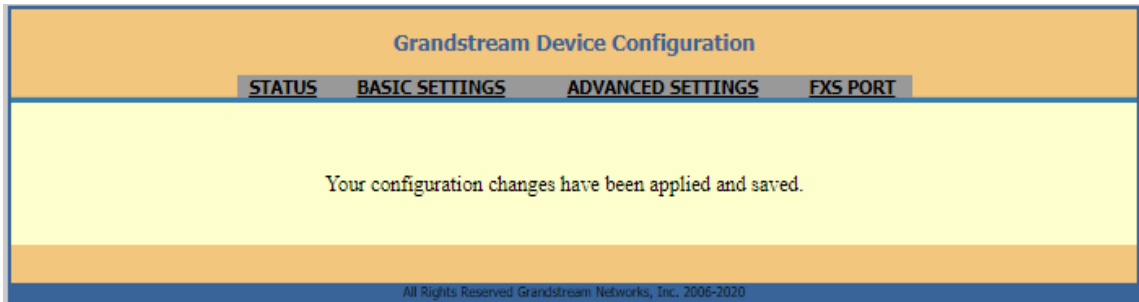 Grandstream Device Configuration
STATUS BASIC SETTINGS ADVANCED SETTINGS FXS PORT
Your configuration changes have been applied and saved.
All Rights Reserved Grandstream Networks, Inc. 2006-2020